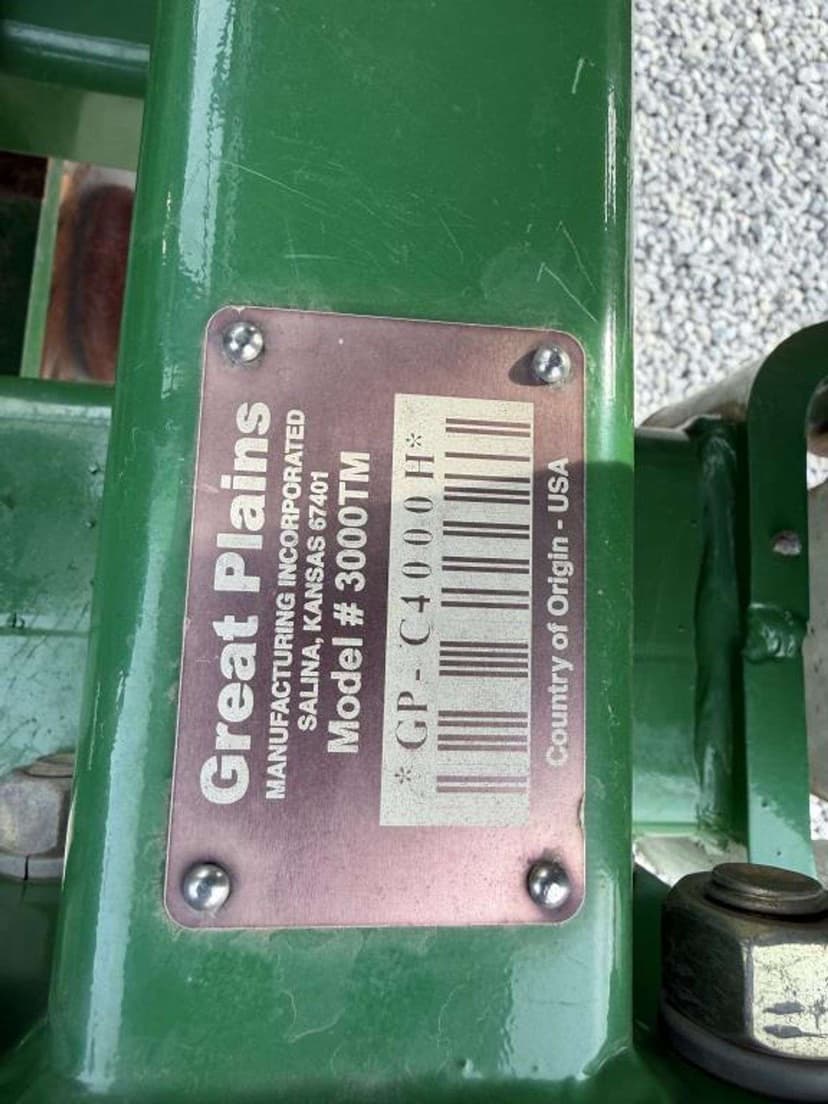 Great Plains
MANUFACTURING INCORPORATED
SALINA, KANSAS 67401
Model # 3000TM
*GP-C4000H*
Country of Origin - USA